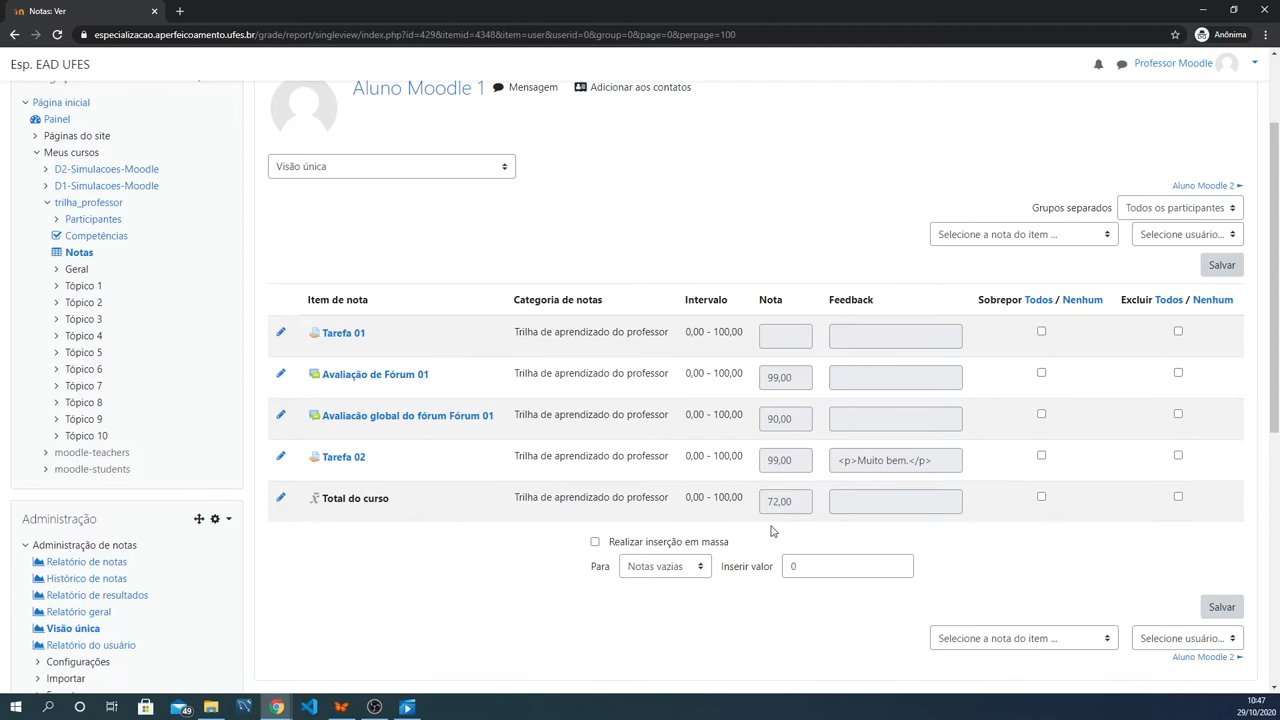 Notas: Ver
especializacao.aperfeicoamento.ufes.br/grade/report/singleview/index.php?id=429&itemid=4348&item=user&userid=0&group=0&page=0&perpage=100
Anônima
Esp. EAD UFES
Professor Moodle
Página inicial
Painel
Páginas do site
Meus cursos
D2-Simulacoes-Moodle
D1-Simulacoes-Moodle
trilha_professor
Participantes
Competências
Notas
Geral
Tópico 1
Tópico 2
Tópico 3
Tópico 4
Tópico 5
Tópico 6
Tópico 7
Tópico 8
Tópico 9
Tópico 10
moodle-teachers
moodle-students
Administração
Administração de notas
Relatório de notas
Histórico de notas
Relatório de resultados
Relatório geral
Visão única
Relatório do usuário
Configurações
Importar
Aluno Moodle 1 Mensagem Adicionar aos contatos
Visão única
Aluno Moodle 2
Grupos separados Todos os participantes
Selecione a nota do item ... Selecione usuário...
Salvar
Item de nota Categoria de notas Intervalo Nota Feedback Sobrepor Todos / Nenhum Excluir Todos / Nenhum
Tarefa 01 Trilha de aprendizado do professor 0,00 - 100,00
Avaliação de Fórum 01 Trilha de aprendizado do professor 0,00 - 100,00 99,00
Avaliacão global do fórum Fórum 01 Trilha de aprendizado do professor 0,00 - 100,00 90,00
Tarefa 02 Trilha de aprendizado do professor 0,00 - 100,00 99,00 <p>Muito bem.</p>
Total do curso Trilha de aprendizado do professor 0,00 - 100,00 72,00
Realizar inserção em massa
Para Notas vazias Inserir valor 0
Salvar
Selecione a nota do item ... Selecione usuário...
Aluno Moodle 2
49
10:47
29/10/2020